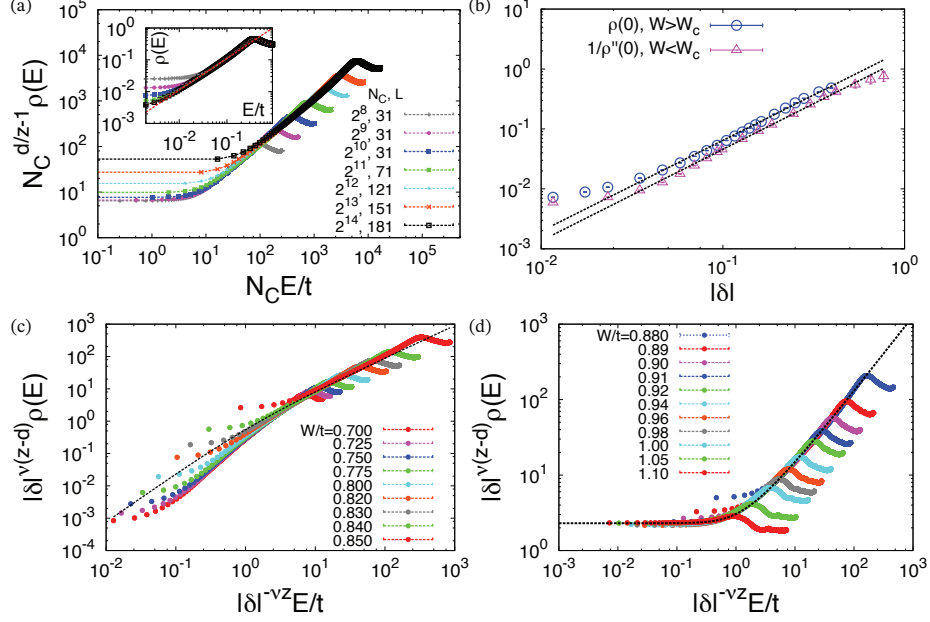 (a)
N_C^{d/z-1} ρ(E)
10^5
10^4
10^3
10^2
10^1
10^0
10^{-1} 10^0 10^1 10^2 10^3 10^4 10^5
N_C E/t
ρ(E)
10^0
10^{-1}
10^{-2}
10^{-3}
10^{-2} 10^{-1} 10^0
E/t
N_C, L
2^8, 31
2^9, 31
2^{10}, 31
2^{11}, 71
2^{12}, 121
2^{13}, 151
2^{14}, 181
(b)
ρ(0), W>W_c
1/ρ''(0), W<W_c
10^1
10^0
10^{-1}
10^{-2}
10^{-3}
10^{-2} 10^{-1} 10^0
|δ|
(c)
|δ|^{ν(z-d)} ρ(E)
10^3
10^2
10^1
10^0
10^{-1}
10^{-2}
10^{-3}
10^{-4}
10^{-2} 10^{-1} 10^0 10^1 10^2 10^3
|δ|^{-νz} E/t
W/t=0.700
0.725
0.750
0.775
0.800
0.820
0.830
0.840
0.850
(d)
|δ|^{ν(z-d)} ρ(E)
10^3
10^2
10^1
10^0
10^{-3} 10^{-2} 10^{-1} 10^0 10^1 10^2 10^3
|δ|^{-νz} E/t
W/t=0.880
0.89
0.90
0.91
0.92
0.94
0.96
0.98
1.00
1.05
1.10